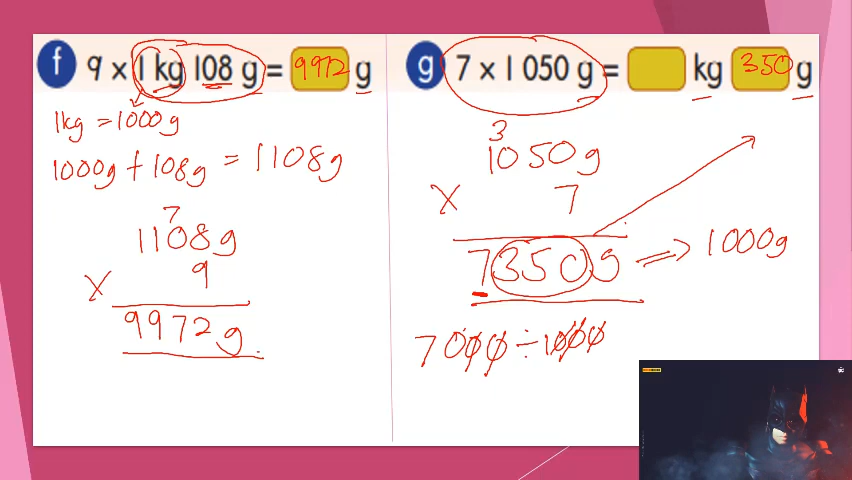 f 9 x 1 kg 108 g = 9972 g
1kg = 1000g
1000g + 108g = 1108g
7
1108g
x 9
9972g
g 7 x 1 050 g = kg 350 g
3
1050g
x 7
7350g => 1000g
7000 ÷ 1000